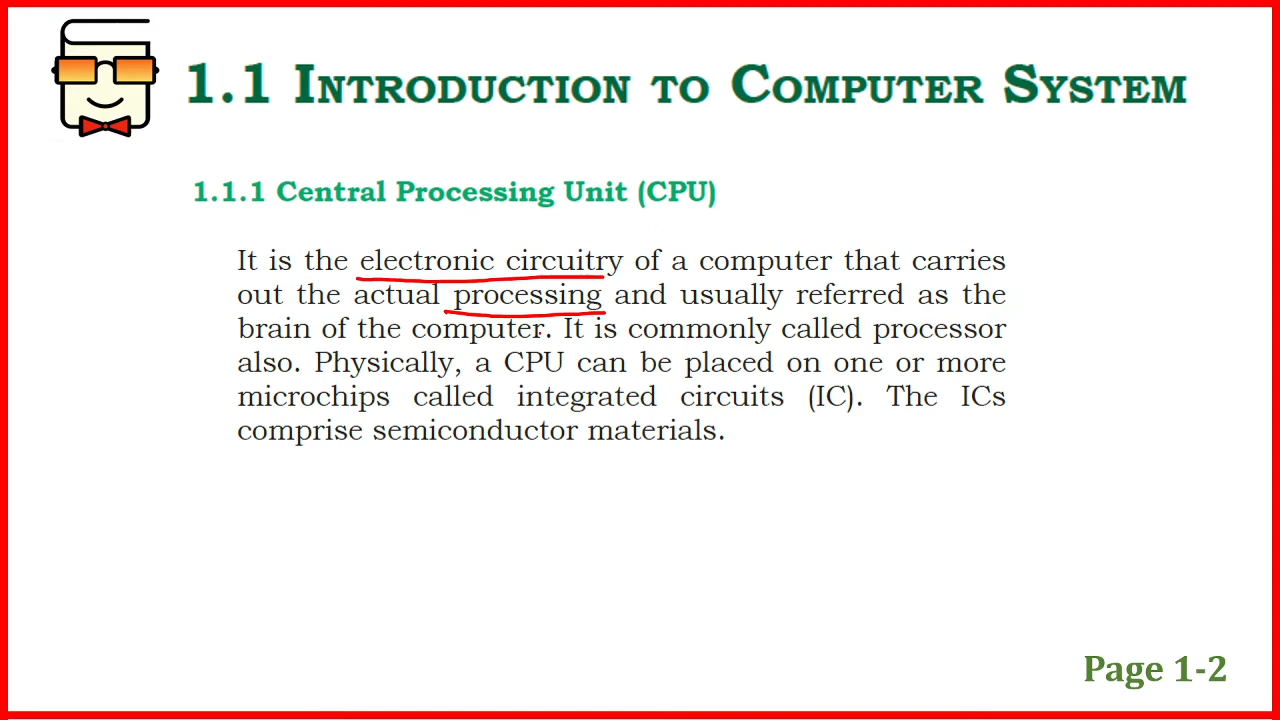 1.1 INTRODUCTION TO COMPUTER SYSTEM
1.1.1 Central Processing Unit (CPU)
It is the electronic circuitry of a computer that carries
out the actual processing and usually referred as the
brain of the computer. It is commonly called processor
also. Physically, a CPU can be placed on one or more
microchips called integrated circuits (IC). The ICs
comprise semiconductor materials.
Page 1-2